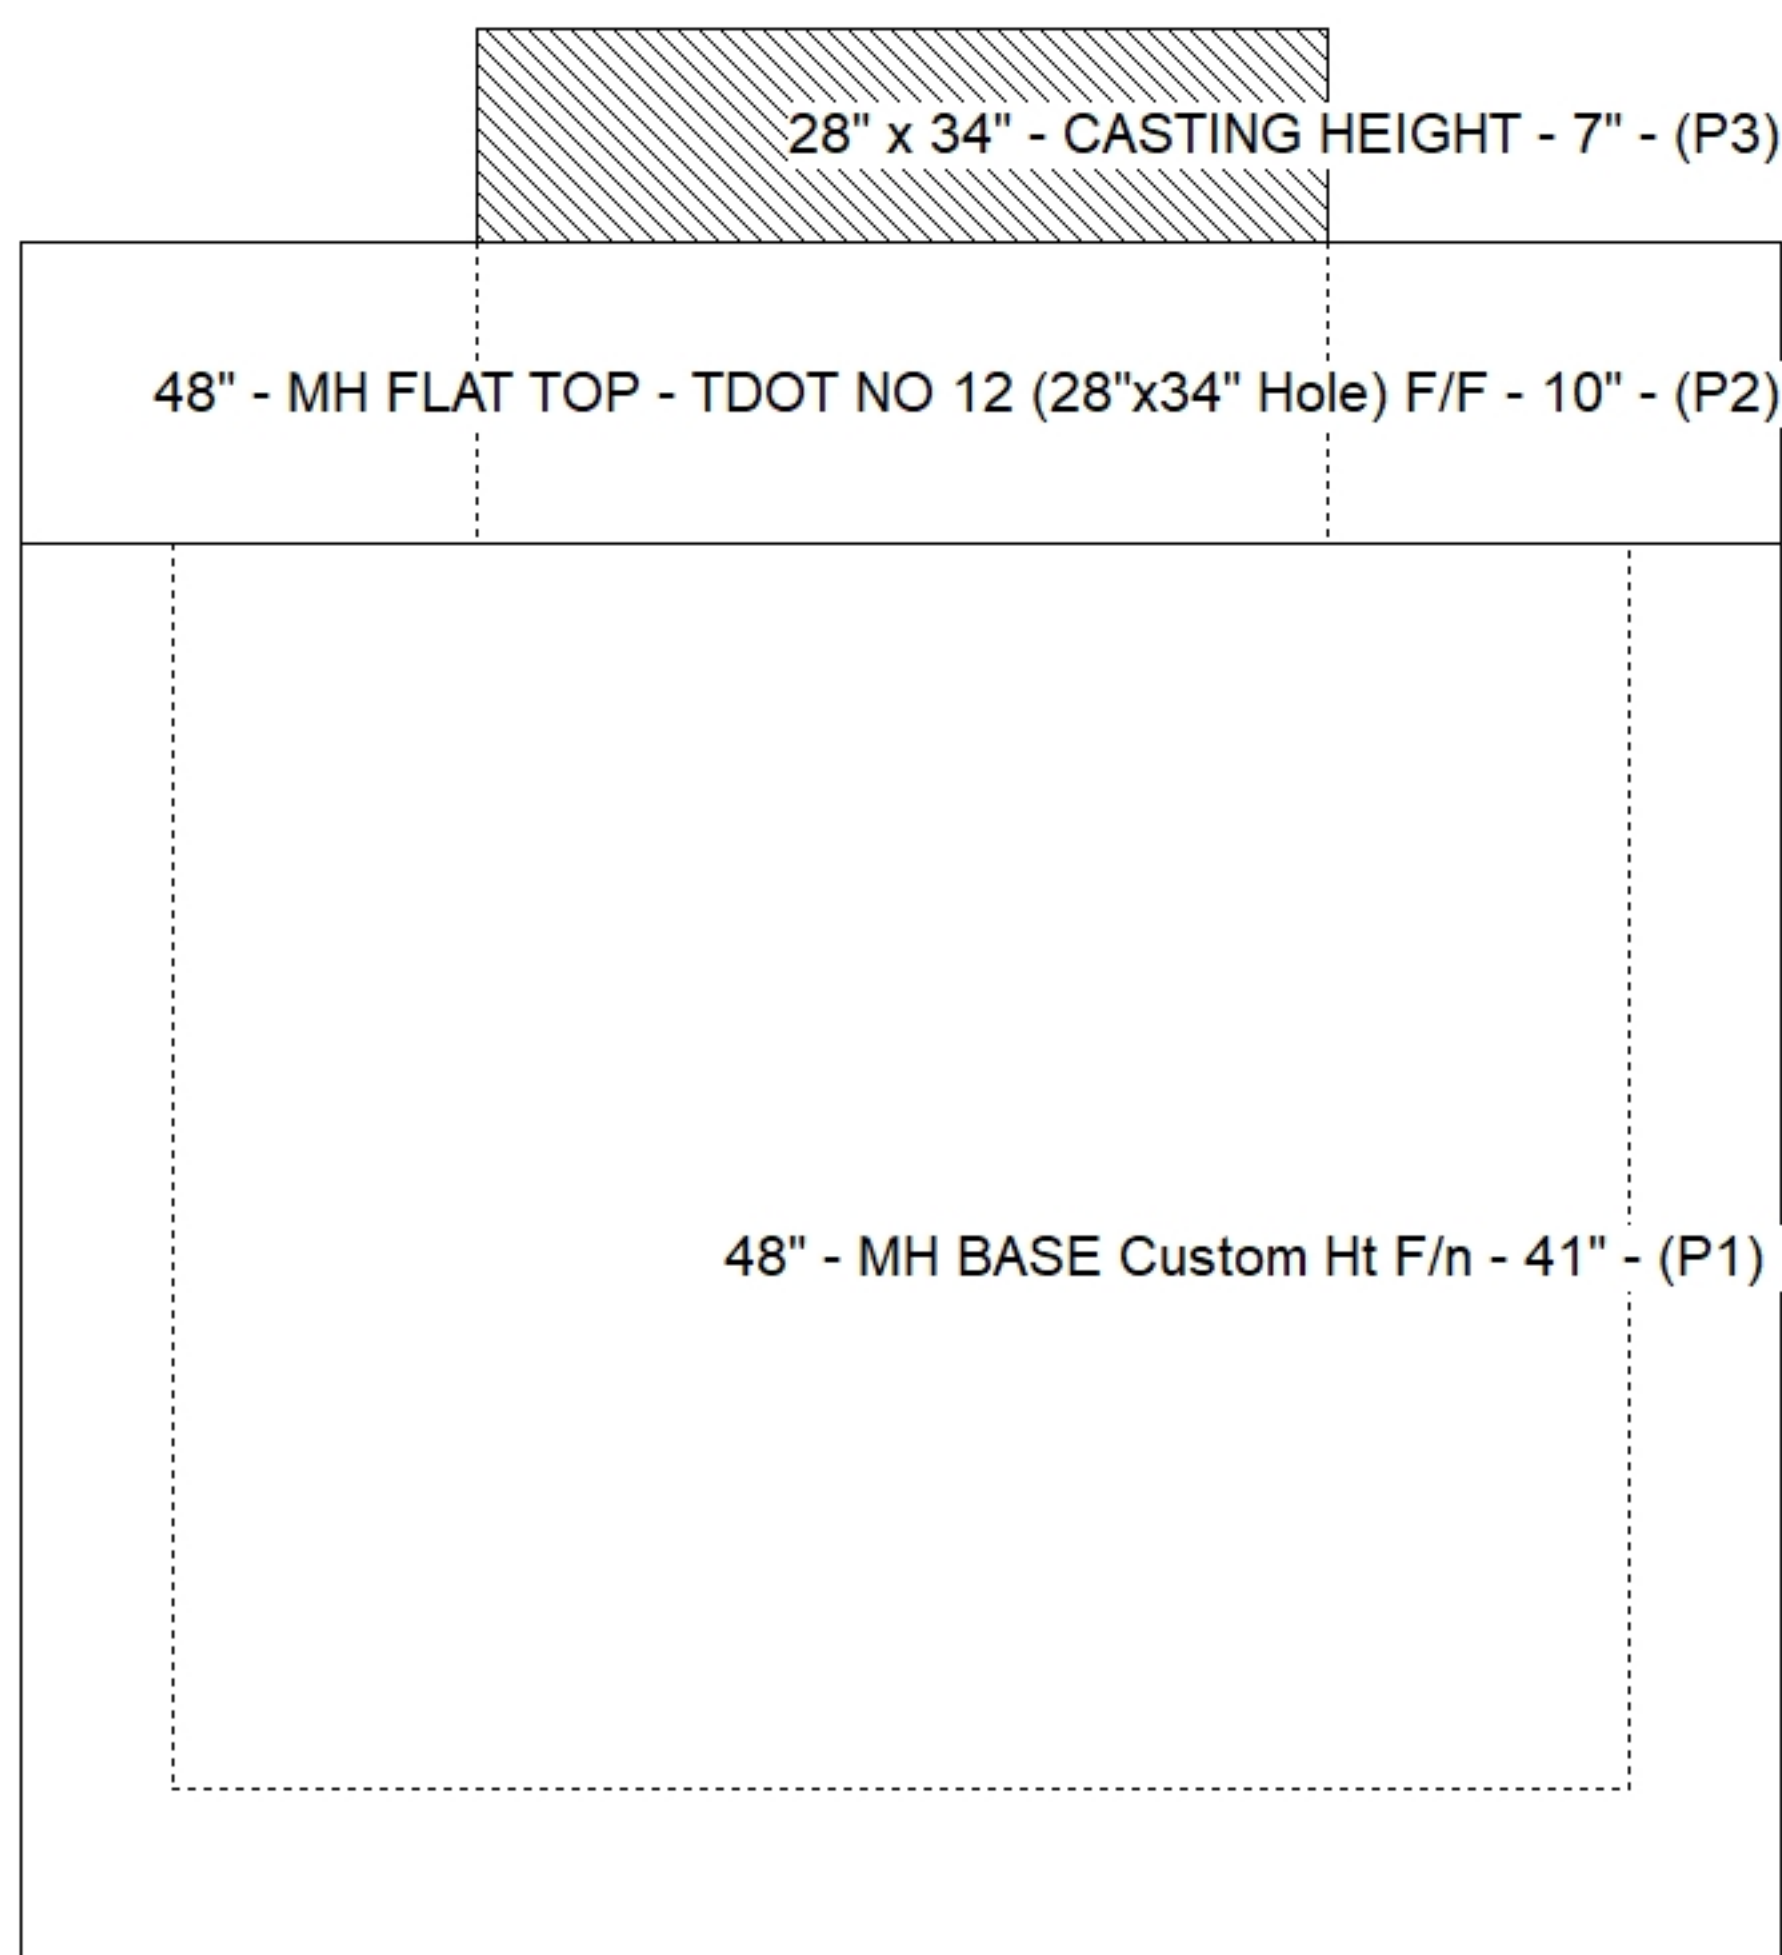 28" x 34" - CASTING HEIGHT - 7" - (P3)
48" - MH FLAT TOP - TDOT NO 12 (28"x34" Hole) F/F - 10" - (P2)
48" - MH BASE Custom Ht F/n - 41" - (P1)